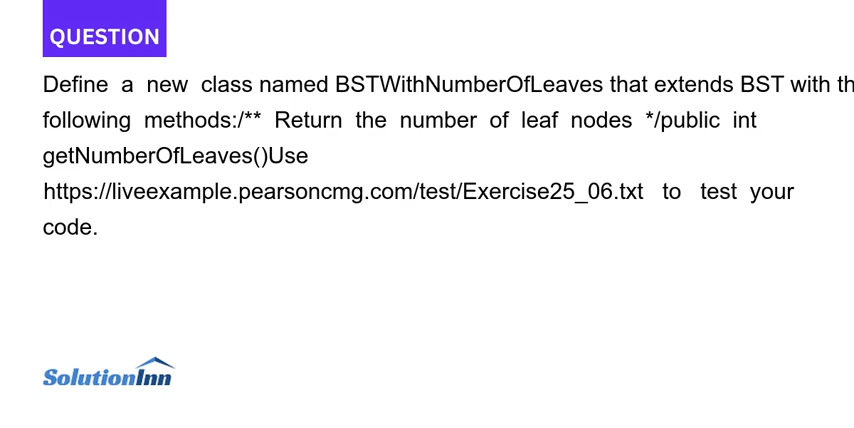 QUESTION
Define a new class named BSTWithNumberOfLeaves that extends BST with th
following methods:/** Return the number of leaf nodes */public int
getNumberOfLeaves()Use
https://liveexample.pearsoncmg.com/test/Exercise25_06.txt to test your
code.
SolutionInn